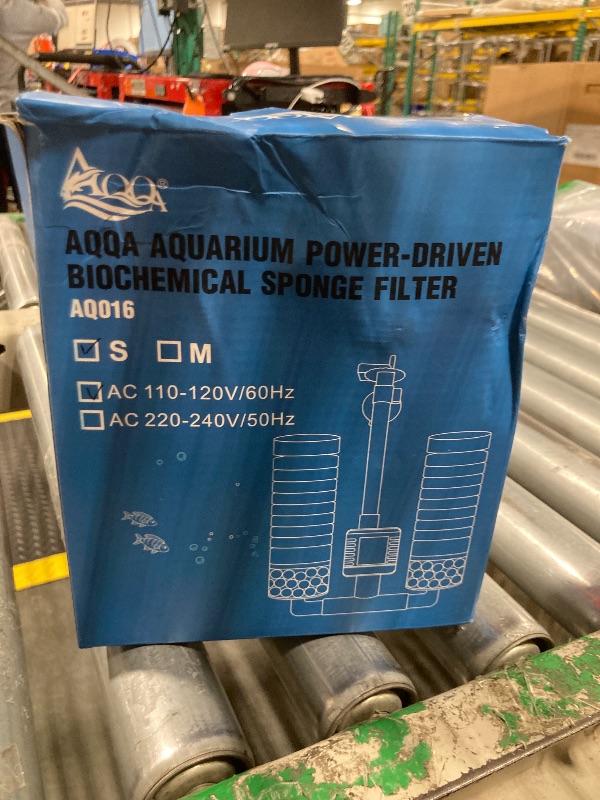 AQQA®
AQQA AQUARIUM POWER-DRIVEN
BIOCHEMICAL SPONGE FILTER
AQ016
S M
AC 110-120V/60Hz
AC 220-240V/50Hz